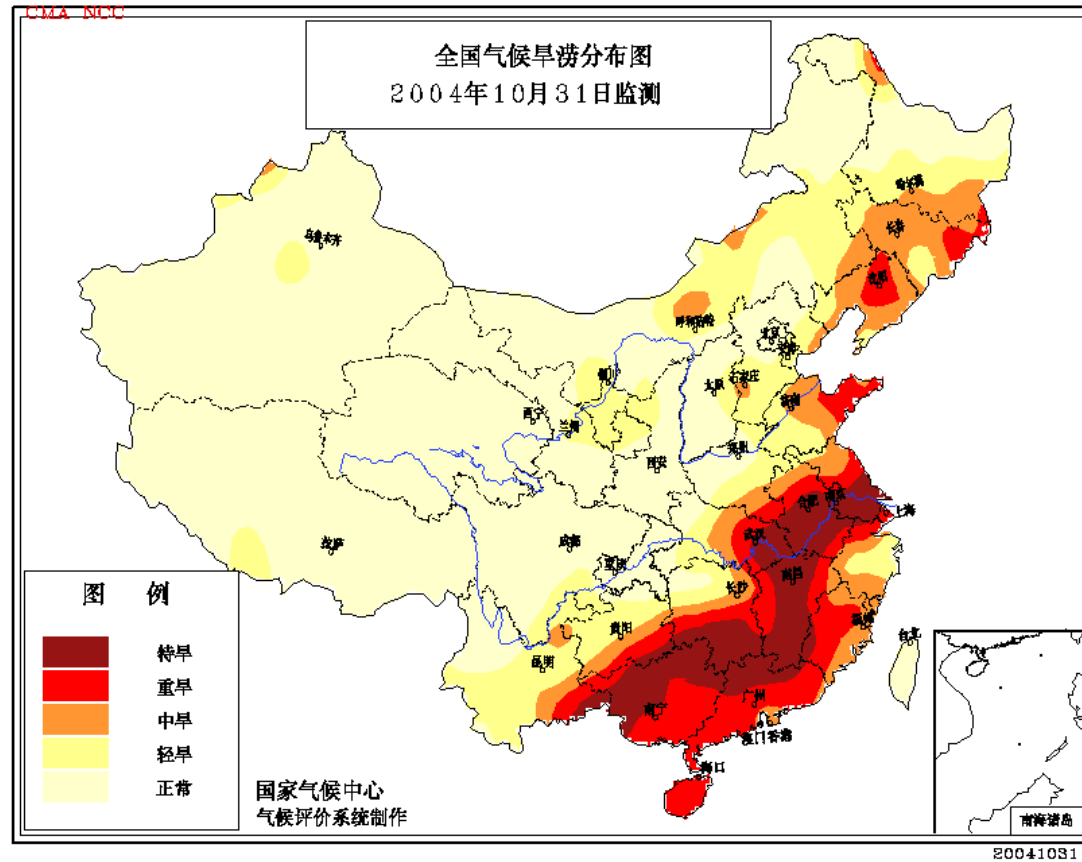 CMA NCC
全国气候旱涝分布图
2004年10月31日监测
哈尔滨
长春
乌鲁木齐
沈阳
呼和浩特
北京
天津
银川
太原
石家庄
济南
西宁
兰州
郑州
西安
合肥
南京
上海
武汉
拉萨
成都
重庆
南昌
长沙
贵阳
福州
台北
昆明
广州
南宁
澳门香港
海口
图 例
特旱
重旱
中旱
轻旱
正常
国家气候中心
气候评价系统制作
南海诸岛
20041031